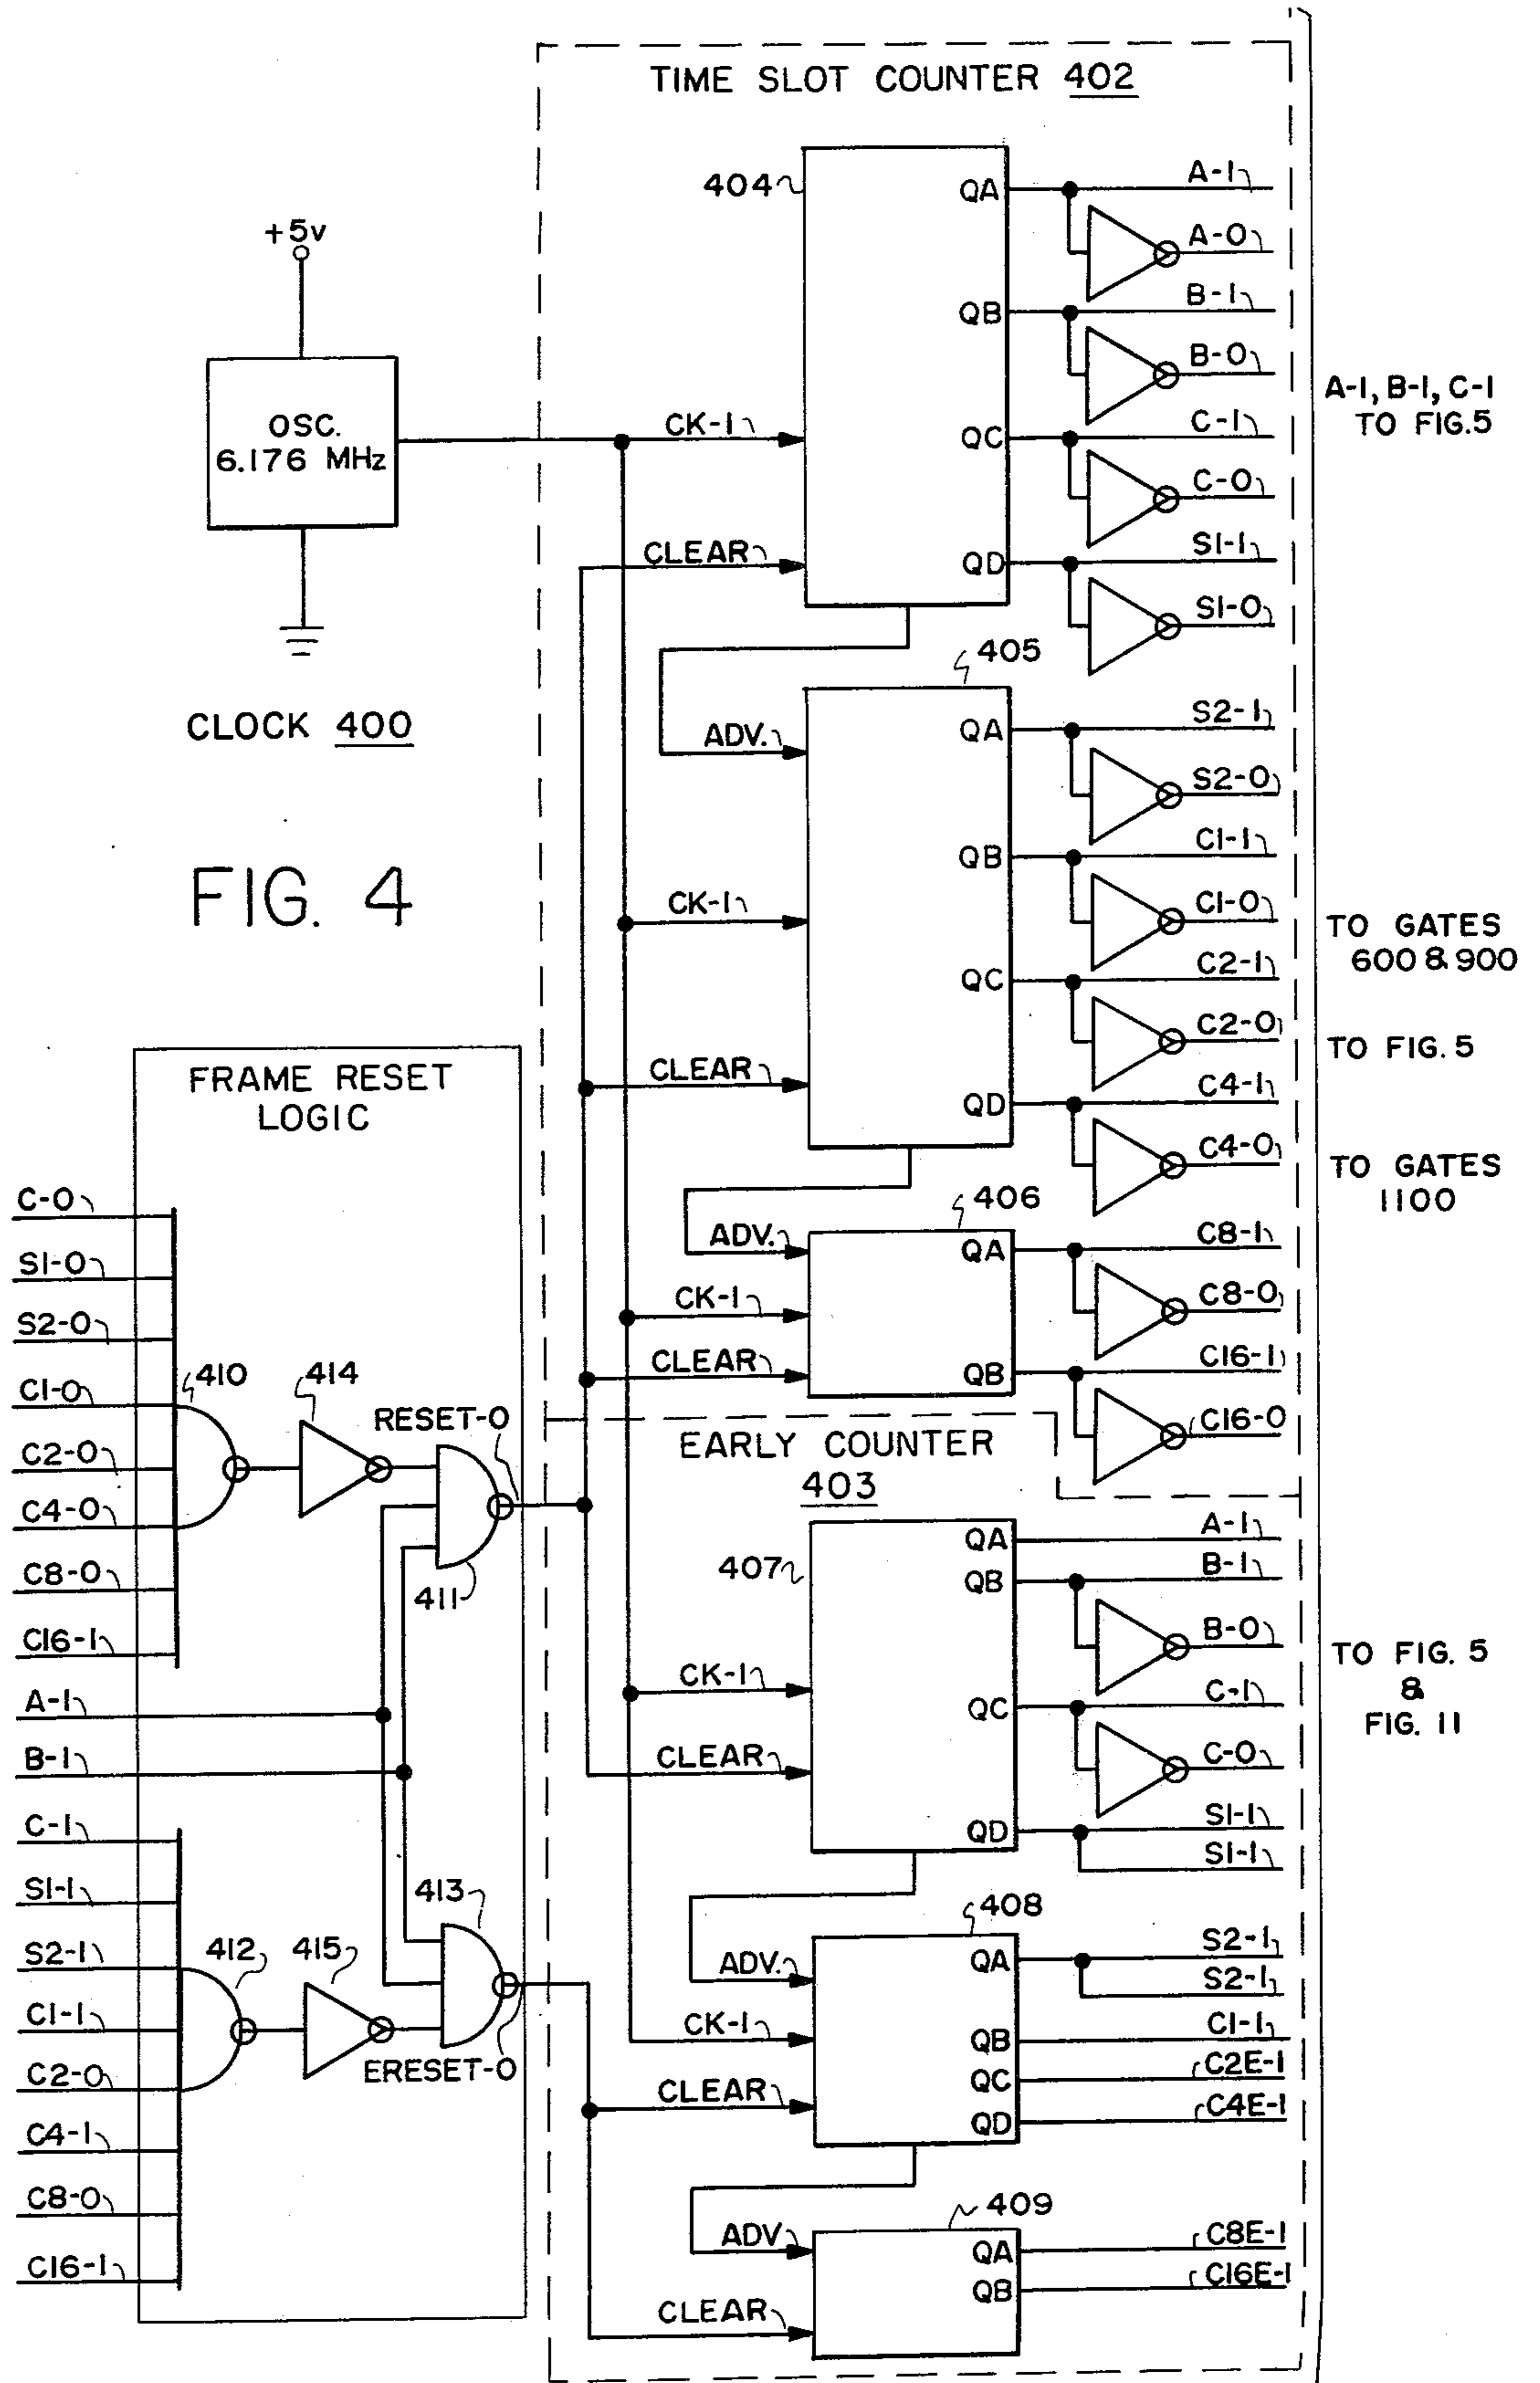 TIME SLOT COUNTER 402
404
QA
A-1
A-0
+5v
QB
B-1
B-0
A-1, B-1, C-1
TO FIG.5
OSC.
6.176 MHz
CK-1
QC
C-1
C-0
CLEAR
QD
S1-1
S1-0
405
CLOCK 400
ADV.
QA
S2-1
S2-0
FIG. 4
QB
C1-1
CK-1
C1-0
TO GATES
600 & 900
QC
C2-1
C2-0
TO FIG. 5
CLEAR
QD
C4-1
C4-0
TO GATES
1100
406
ADV.
QA
C8-1
CK-1
C8-0
CLEAR
QB
C16-1
C16-0
FRAME RESET
LOGIC
C-0
S1-0
S2-0
C1-0
410
414
RESET-0
C2-0
C4-0
C8-0
411
C16-1
A-1
B-1
C-1
S1-1
413
S2-1
412
415
C1-1
C2-0
ERESET-0
C4-1
C8-0
C16-1
EARLY COUNTER
403
407
QA
A-1
QB
B-1
B-0
TO FIG. 5
&
FIG. 11
CK-1
QC
C-1
CLEAR
C-0
QD
S1-1
S1-1
408
ADV.
QA
S2-1
S2-1
CK-1
QB
C1-1
QC
C2E-1
CLEAR
QD
C4E-1
409
ADV
QA
C8E-1
QB
C16E-1
CLEAR